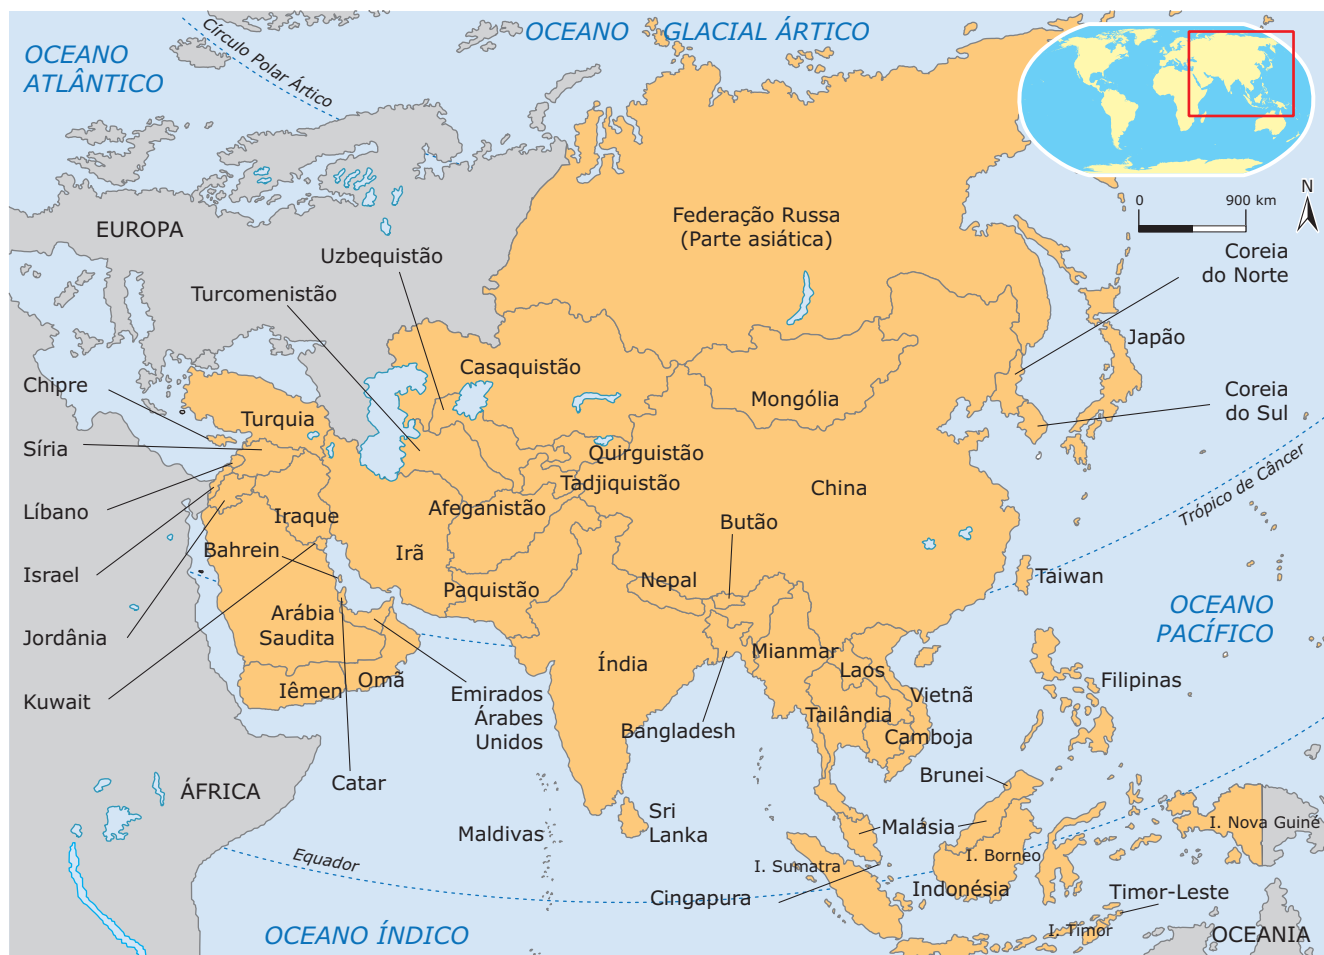 OCEANO
ATLÂNTICO
Círculo Polar Ártico
OCEANO GLACIAL ÁRTICO
N
0 900 km
EUROPA
Federação Russa
(Parte asiática)
Uzbequistão
Turcomenistão
Coreia
do Norte
Japão
Casaquistão
Chipre
Turquia
Mongólia
Coreia
do Sul
Síria
Quirguistão
Tadjiquistão
China
Trópico de Câncer
Líbano
Iraque
Afeganistão
Butão
Bahrein
Irã
Israel
Nepal
Paquistão
Taiwan
Arábia
Saudita
OCEANO
PACÍFICO
Jordânia
Índia
Mianmar
Laos
Kuwait
Iêmen
Omã
Emirados
Árabes
Unidos
Vietnã
Filipinas
Tailândia
Bangladesh
Camboja
ÁFRICA
Catar
Brunei
Maldivas
Sri
Lanka
Malásia
I. Nova Guiné
Equador
I. Sumatra
I. Bornéo
Cingapura
Indonésia
Timor-Leste
I. Timor
OCEANO ÍNDICO
OCEANIA